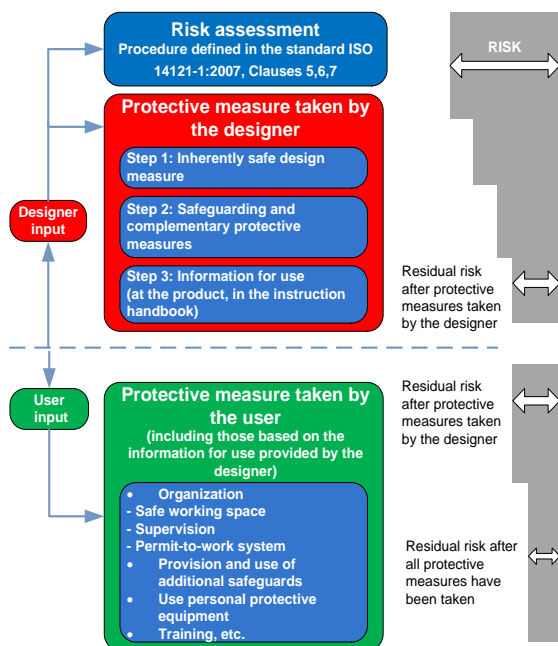 Risk assessment
Procedure defined in the standard ISO
14121-1:2007, Clauses 5,6,7
RISK
Protective measure taken by
the designer
Step 1: Inherently safe design
measure
Step 2: Safeguarding and
complementary protective
measures
Step 3: Information for use
(at the product, in the instruction
handbook)
Designer
input
Residual risk
after protective
measures taken
by the designer
User
input
Protective measure taken by
the user
(including those based on the
information for use provided by the
designer)
• Organization
- Safe working space
- Supervision
- Permit-to-work system
• Provision and use of
additional safeguards
• Use personal protective
equipment
• Training, etc.
Residual risk
after protective
measures taken
by the designer
Residual risk after
all protective
measures have
been taken